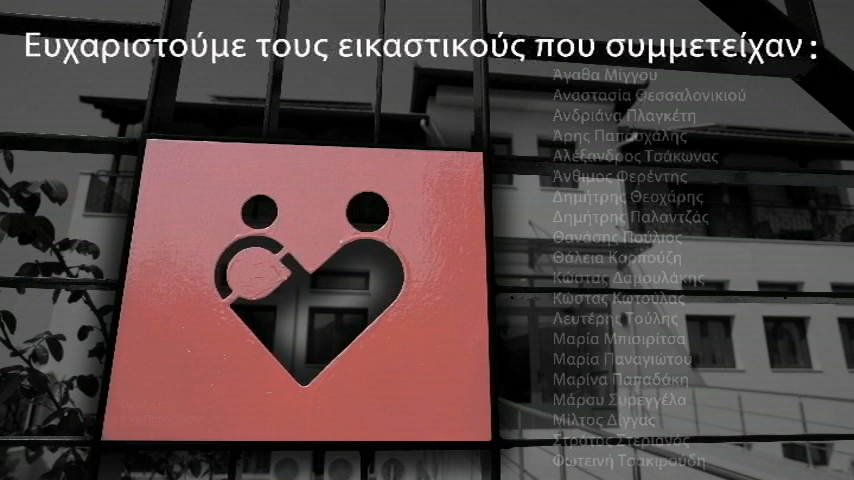 Ευχαριστούμε τους εικαστικούς που συμμετείχαν :
Άγαθα Μίγγου
Αναστασία Θεσσαλονικιού
Ανδριάνα Πλαγκέτη
Άρης Παπασχάλης
Αλέξανδρος Τσάκωνας
Άνθιμος Φερέντης
Δημήτρης Θεοχάρης
Δημήτρης Παλαντζάς
Θανάσης Πούλιος
Θάλεια Καρπούζη
Κώστας Δαμουλάκης
Κώστας Κωτούλας
Λευτέρης Τούλης
Μαρία Μπισιρίτσα
Μαρία Παναγιώτου
Μαρίνα Παπαδάκη
Μάρσυ Συρεγγέλα
Μίλτος Δίγγας
Στράτος Στεριανός
Φωτεινή Τσακιρούδη